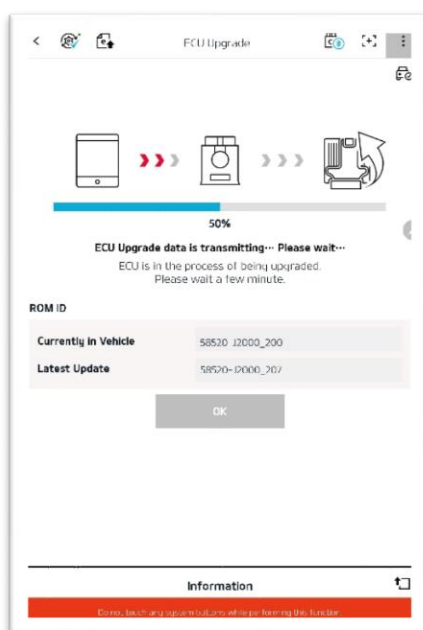 ECU Upgrade
50%
ECU Upgrade data is transmitting··· Please wait···
ECU is in the process of being upgraded.
Please wait a few minute.
ROM ID
Currently in Vehicle 58520-J2000_200
Latest Update 58520-J2000_207
OK
Information
Do not touch any system buttons while performing this function